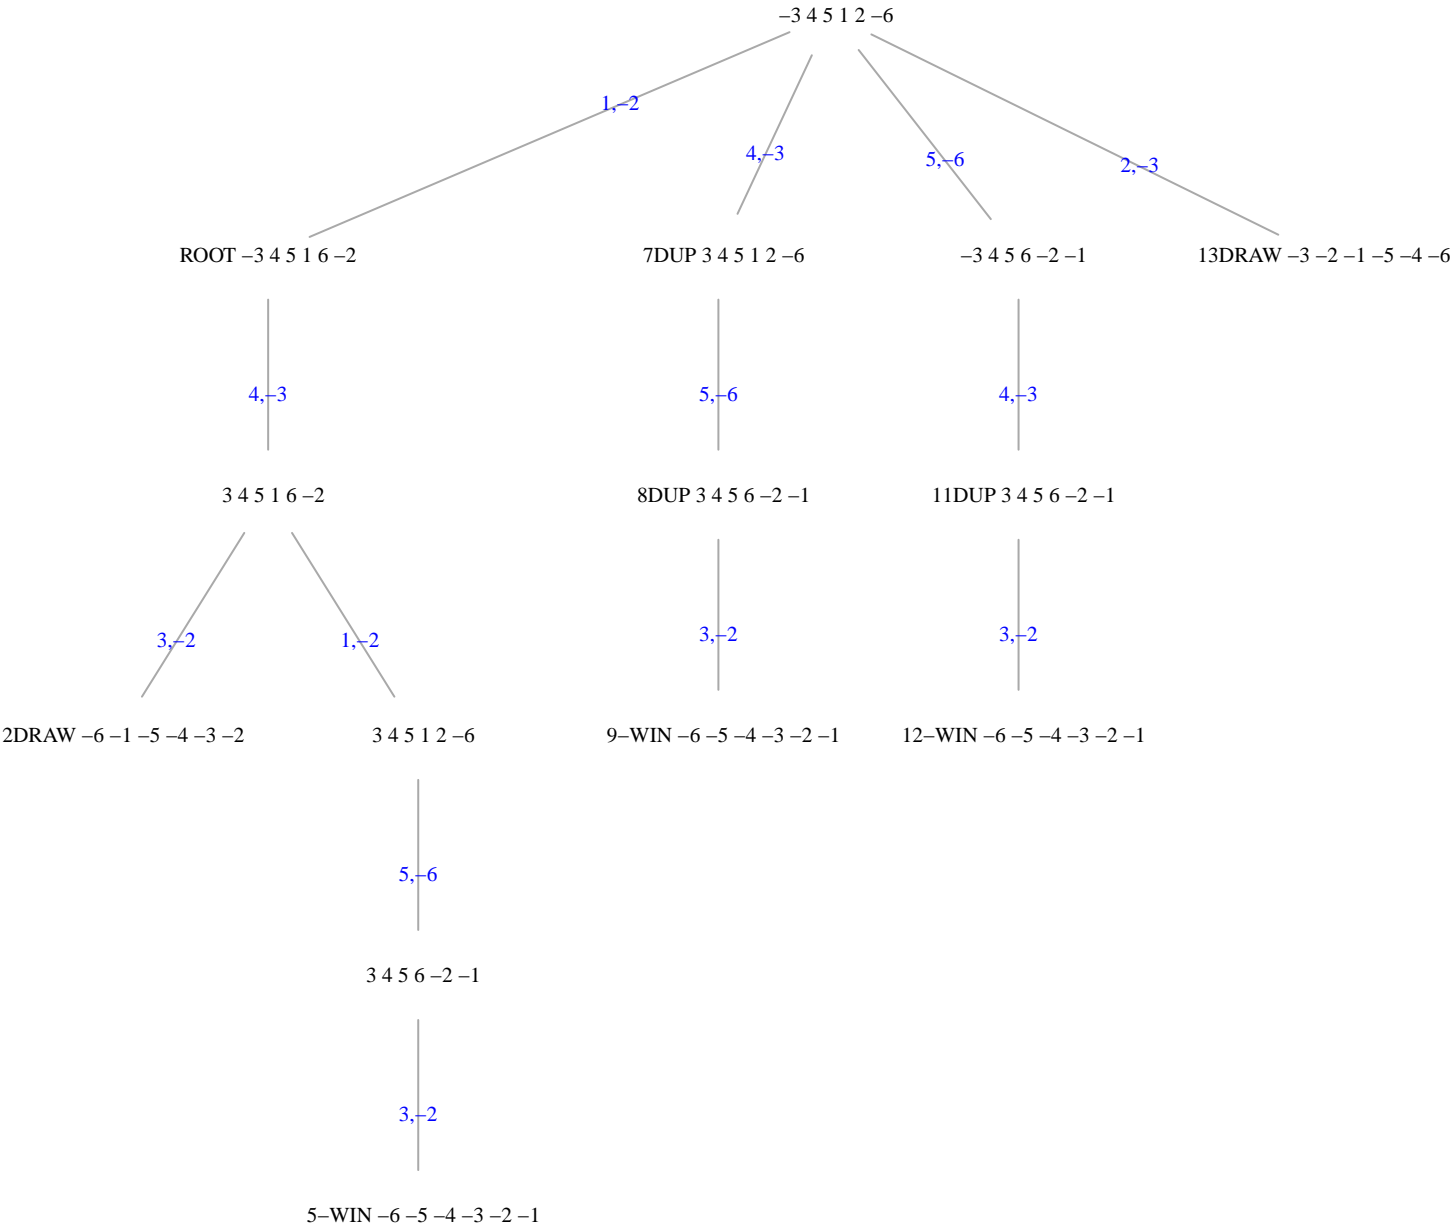 –3 4 5 1 2 –6
1,–2
4,–3
5,–6
2,–3
ROOT –3 4 5 1 6 –2
7DUP 3 4 5 1 2 –6
–3 4 5 6 –2 –1
13DRAW –3 –2 –1 –5 –4 –6
4,–3
5,–6
4,–3
3 4 5 1 6 –2
8DUP 3 4 5 6 –2 –1
11DUP 3 4 5 6 –2 –1
3,–2
1,–2
3,–2
3,–2
2DRAW –6 –1 –5 –4 –3 –2
3 4 5 1 2 –6
9–WIN –6 –5 –4 –3 –2 –1
12–WIN –6 –5 –4 –3 –2 –1
5,–6
3 4 5 6 –2 –1
3,–2
5–WIN –6 –5 –4 –3 –2 –1